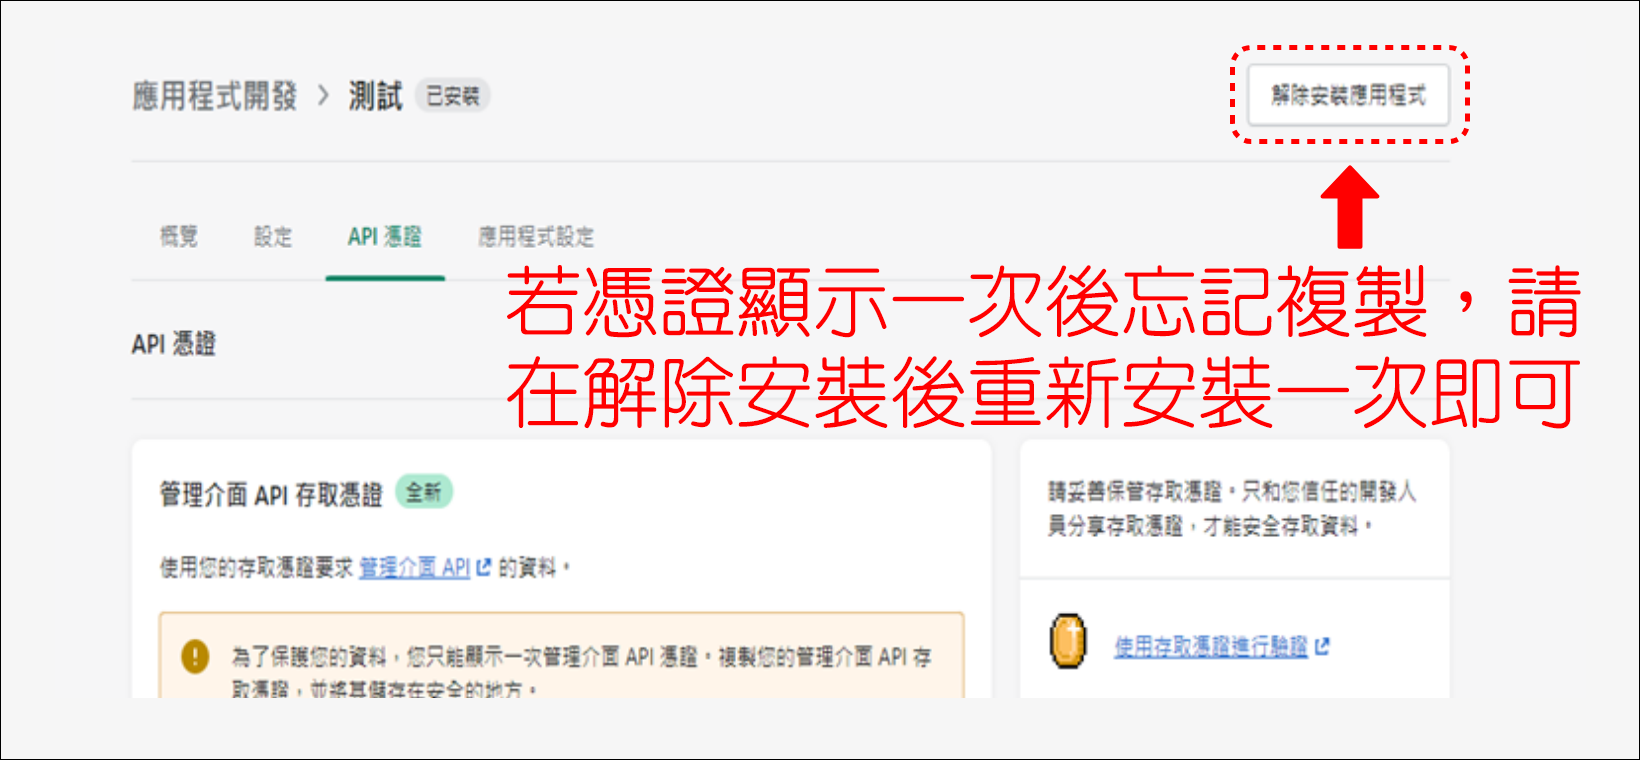 應用程式開發 > 測試 已安裝
解除安裝應用程式
概覽 設定 API 憑證 應用程式設定
若憑證顯示一次後忘記複製，請
在解除安裝後重新安裝一次即可
API 憑證
管理介面 API 存取憑證 全新
使用您的存取憑證要求 管理介面 API 的資料。
為了保護您的資料，您只能顯示一次管理介面 API 憑證。複製您的管理介面 API 存
取憑證，並將其儲存在安全的地方。
請妥善保管存取憑證。只和您信任的開發人
員分享存取憑證，才能安全存取資料。
使用存取憑證進行驗證